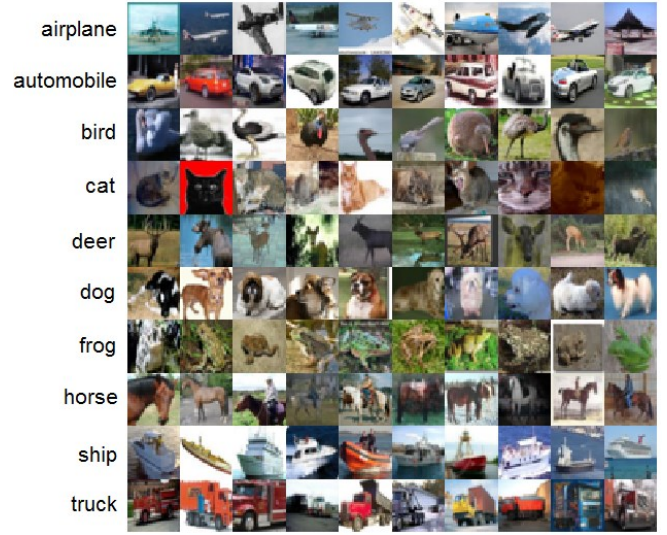 airplane
automobile
bird
cat
deer
dog
frog
horse
ship
truck